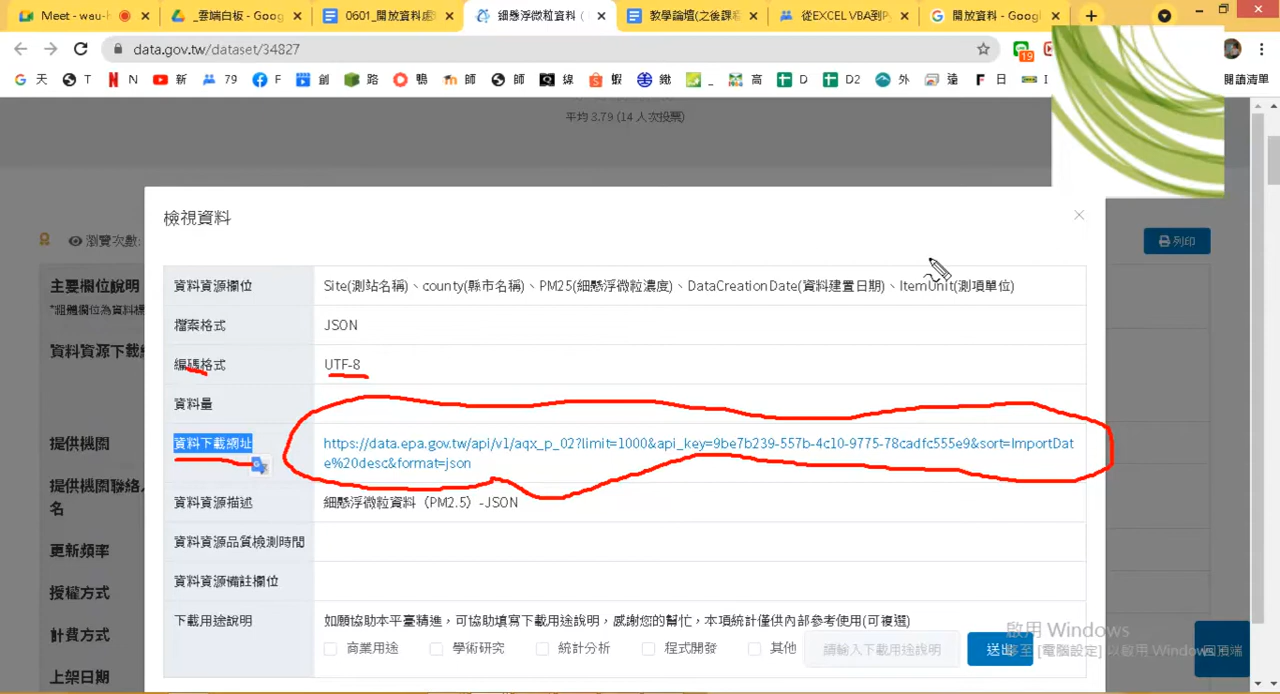 Meet - wau-
_雲端白板 - Goog
0601_開放資料虛
細懸浮微粒資料 (
教學論壇(之後課程
從EXCEL VBA到P
開放資料 - Google
data.gov.tw/dataset/34827
19
天 T N 新 79 F 創 路 鴨 師 師 線 蝦 鐵 _ 高 D D2 外 遠 日 I
閱讀清單
平均 3.79 (14 人次投票)
檢視資料
瀏覽次數:
列印
主要欄位說明
*粗體欄位為資料標
資料資源下載網
提供機關
提供機關聯絡人
名
更新頻率
授權方式
計費方式
上架日期
資料資源欄位 Site(測站名稱)、county(縣市名稱)、PM25(細懸浮微粒濃度)、DataCreationDate(資料建置日期)、ItemUnit(測項單位)
檔案格式 JSON
編碼格式 UTF-8
資料量
資料下載網址 https://data.epa.gov.tw/api/v1/aqx_p_02?limit=1000&api_key=9be7b239-557b-4c10-9775-78cadfc555e9&sort=ImportDat
e%20desc&format=json
資料資源描述 細懸浮微粒資料（PM2.5）-JSON
資料資源品質檢測時間
資料資源備註欄位
下載用途說明 如願協助本平臺精進，可協助填寫下載用途說明，感謝您的幫忙，本項統計僅供內部參考使用(可複選)
商業用途 學術研究 統計分析 程式開發 其他 請輸入下載用途說明 送出
啟用 Windows
移至 [電腦設定] 以啟用 Windows。
回頂端